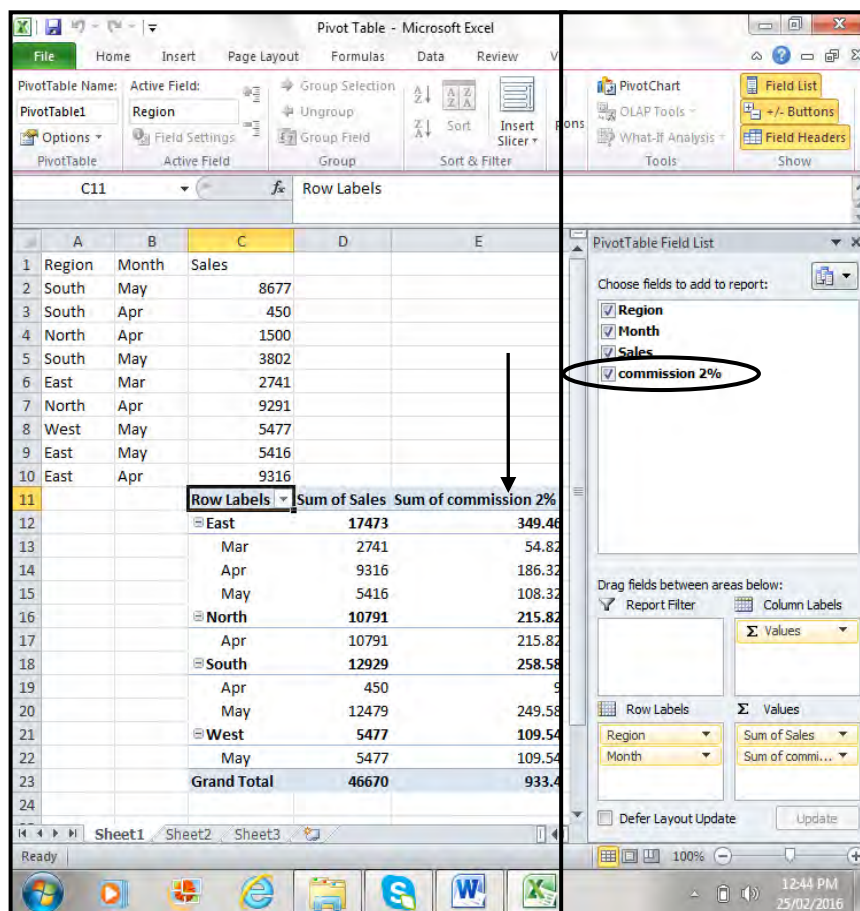 Pivot Table - Microsoft Excel
File Home Insert Page Layout Formulas Data Review V
PivotTable Name: Active Field: Group Selection PivotChart Field List
PivotTable1 Region Ungroup OLAP Tools +/- Buttons
Options Field Settings Group Field Sort Insert Slicer ons What-If Analysis Field Headers
PivotTable Active Field Group Sort & Filter Tools Show
C11 fx Row Labels
A B C D E
1 Region Month Sales
2 South May 8677
3 South Apr 450
4 North Apr 1500
5 South May 3802
6 East Mar 2741
7 North Apr 9291
8 West May 5477
9 East May 5416
10 East Apr 9316
11 Row Labels Sum of Sales Sum of commission 2%
12 East 17473 349.46
13 Mar 2741 54.82
14 Apr 9316 186.32
15 May 5416 108.32
16 North 10791 215.82
17 Apr 10791 215.82
18 South 12929 258.58
19 Apr 450 9
20 May 12479 249.58
21 West 5477 109.54
22 May 5477 109.54
23 Grand Total 46670 933.4
24
PivotTable Field List
Choose fields to add to report:
Region
Month
Sales
commission 2%
Drag fields between areas below:
Report Filter Column Labels
Σ Values
Row Labels Σ Values
Region Sum of Sales
Month Sum of commi...
Defer Layout Update Update
Sheet1 Sheet2 Sheet3
Ready 100%
12:44 PM
25/02/2016